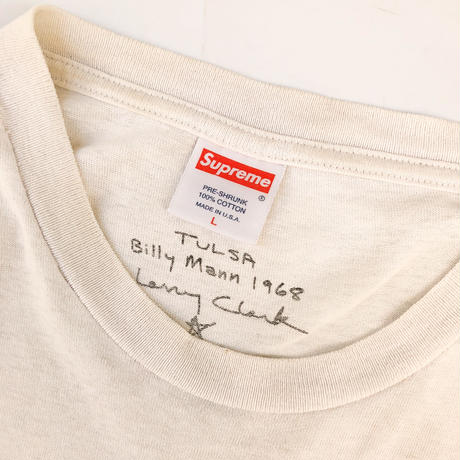 Supreme
®
PRE-SHRUNK
100% COTTON
MADE IN U.S.A.
L
TULSA
Billy Mann 1968
Larry Clark